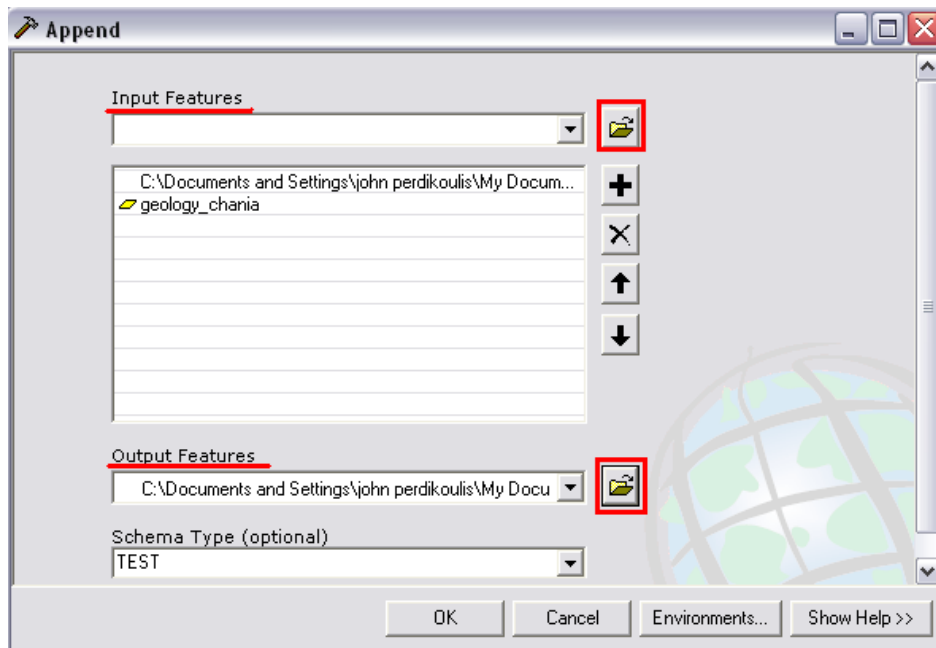 Append
Input Features
C:\Documents and Settings\john perdikoulis\My Docum...
geology_chania
Output Features
C:\Documents and Settings\john perdikoulis\My Docu
Schema Type (optional)
TEST
OK Cancel Environments... Show Help >>